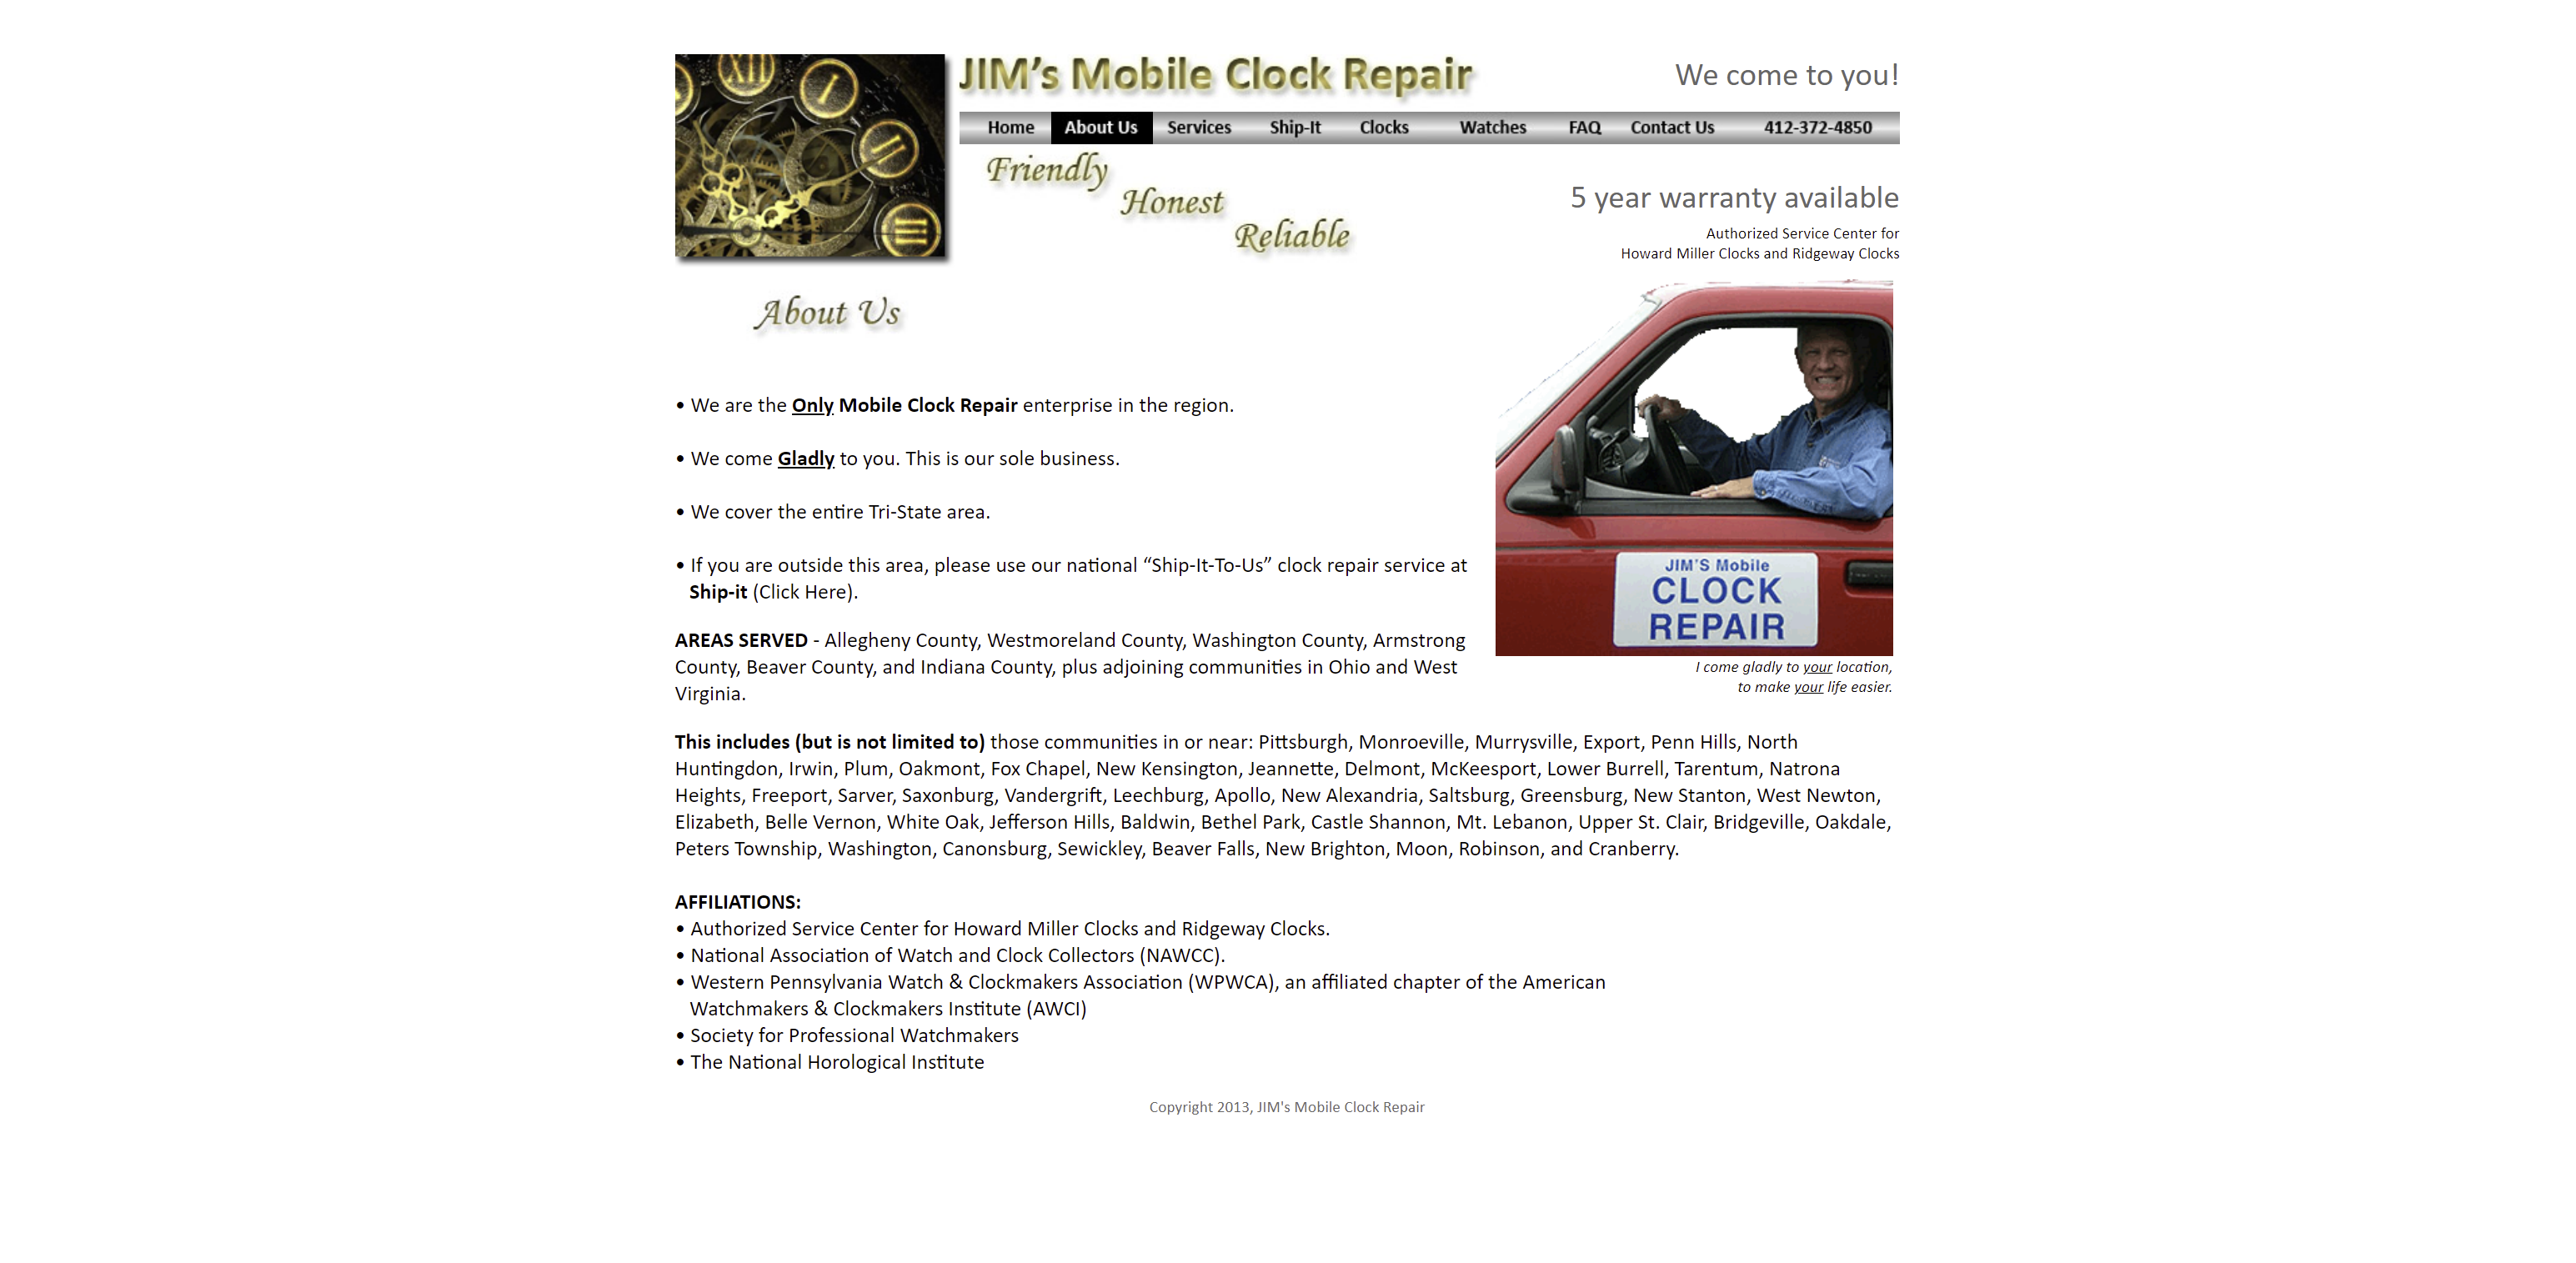 JIM's Mobile Clock Repair
We come to you!
Home About Us Services Ship-It Clocks Watches FAQ Contact Us 412-372-4850
Friendly
Honest
Reliable
5 year warranty available
Authorized Service Center for
Howard Miller Clocks and Ridgeway Clocks
XII I II III
About Us
• We are the Only Mobile Clock Repair enterprise in the region.
• We come Gladly to you. This is our sole business.
• We cover the entire Tri-State area.
• If you are outside this area, please use our national “Ship-It-To-Us” clock repair service at
Ship-it (Click Here).
JIM'S Mobile
CLOCK
REPAIR
I come gladly to your location,
to make your life easier.
AREAS SERVED - Allegheny County, Westmoreland County, Washington County, Armstrong
County, Beaver County, and Indiana County, plus adjoining communities in Ohio and West
Virginia.
This includes (but is not limited to) those communities in or near: Pittsburgh, Monroeville, Murrysville, Export, Penn Hills, North
Huntingdon, Irwin, Plum, Oakmont, Fox Chapel, New Kensington, Jeannette, Delmont, McKeesport, Lower Burrell, Tarentum, Natrona
Heights, Freeport, Sarver, Saxonburg, Vandergrift, Leechburg, Apollo, New Alexandria, Saltsburg, Greensburg, New Stanton, West Newton,
Elizabeth, Belle Vernon, White Oak, Jefferson Hills, Baldwin, Bethel Park, Castle Shannon, Mt. Lebanon, Upper St. Clair, Bridgeville, Oakdale,
Peters Township, Washington, Canonsburg, Sewickley, Beaver Falls, New Brighton, Moon, Robinson, and Cranberry.
AFFILIATIONS:
• Authorized Service Center for Howard Miller Clocks and Ridgeway Clocks.
• National Association of Watch and Clock Collectors (NAWCC).
• Western Pennsylvania Watch & Clockmakers Association (WPWCA), an affiliated chapter of the American
Watchmakers & Clockmakers Institute (AWCI)
• Society for Professional Watchmakers
• The National Horological Institute
Copyright 2013, JIM's Mobile Clock Repair